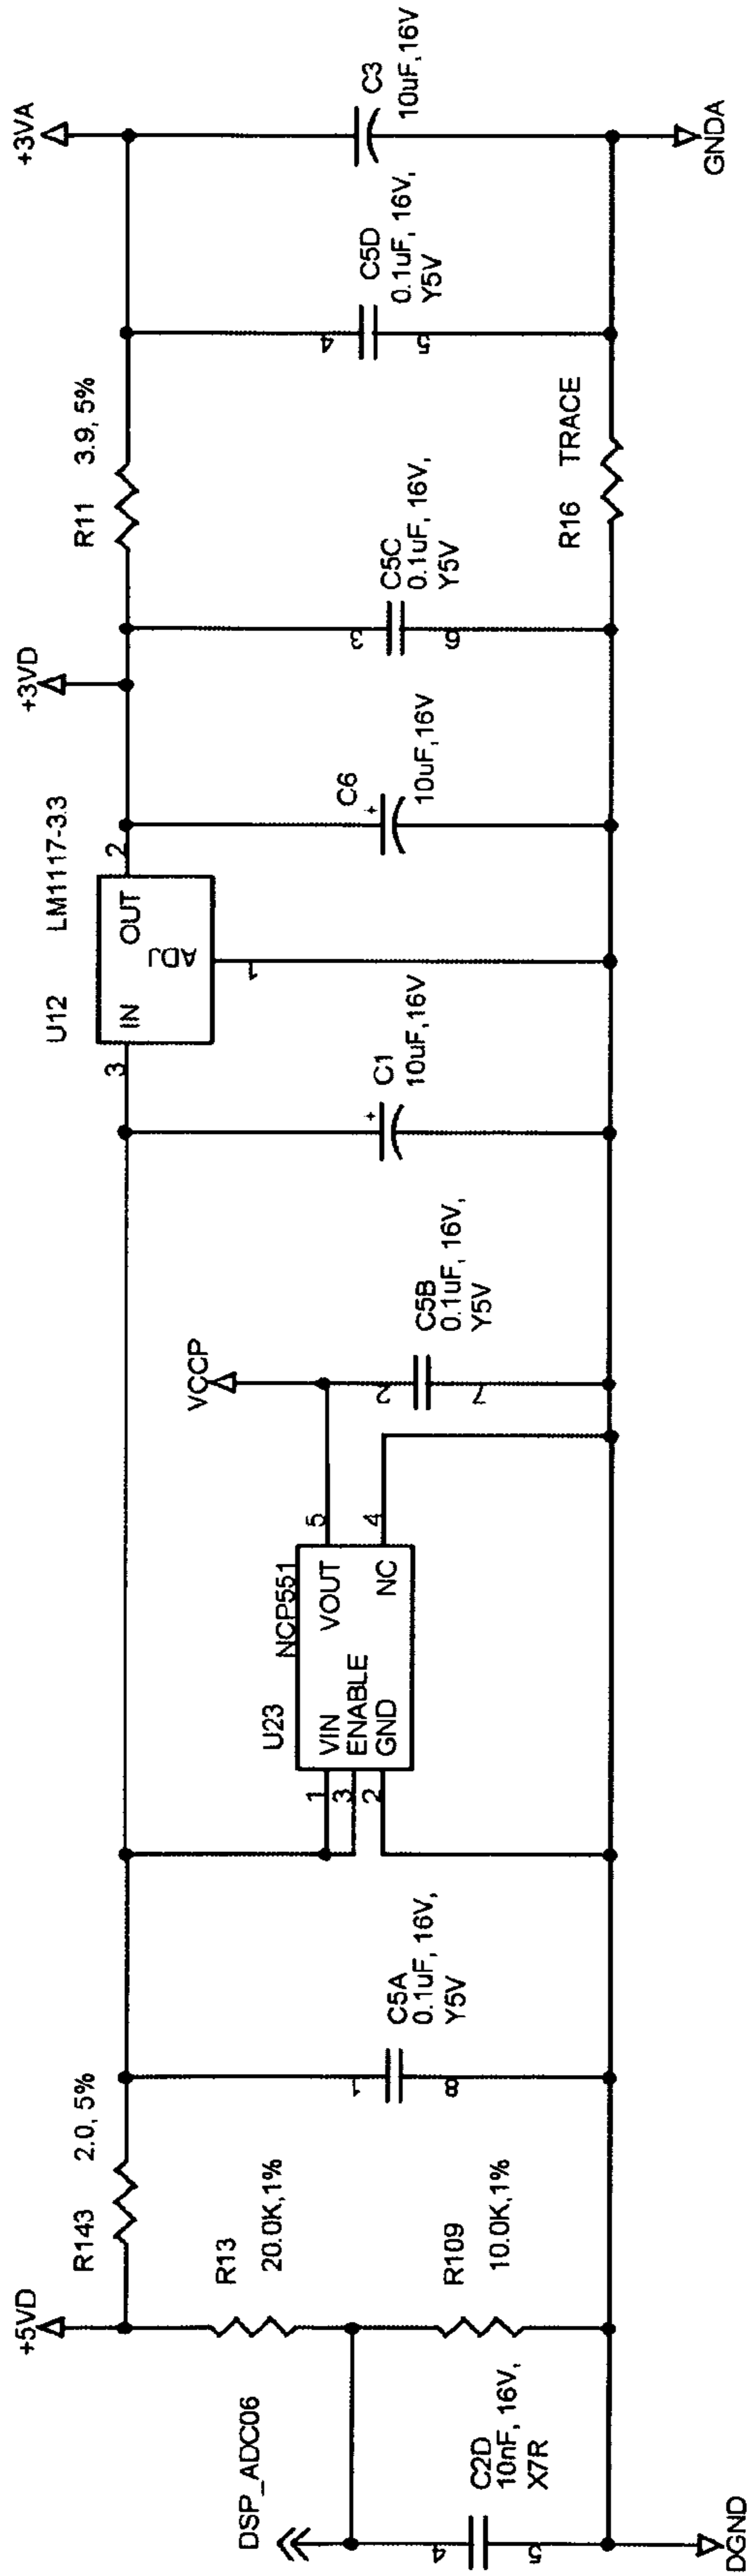 +5VD
R143
2.0, 5%
R13
20.0K,1%
R109
10.0K,1%
DSP_ADC06
C2D
10nF, 16V,
X7R
4
5
DGND
C5A
0.1uF, 16V,
Y5V
1
8
U23
NCP551
VIN
ENABLE
GND
VOUT
NC
1
3
2
5
4
VCCP
C5B
0.1uF, 16V,
Y5V
2
7
C1
10uF,16V
+
U12
LM1117-3.3
IN
OUT
ADJ
3
2
1
C6
10uF,16V
+
+3VD
C5C
0.1uF, 16V,
Y5V
3
6
R11
3.9, 5%
R16
TRACE
C5D
0.1uF, 16V,
Y5V
4
5
+3VA
C3
10uF,16V
GNDA